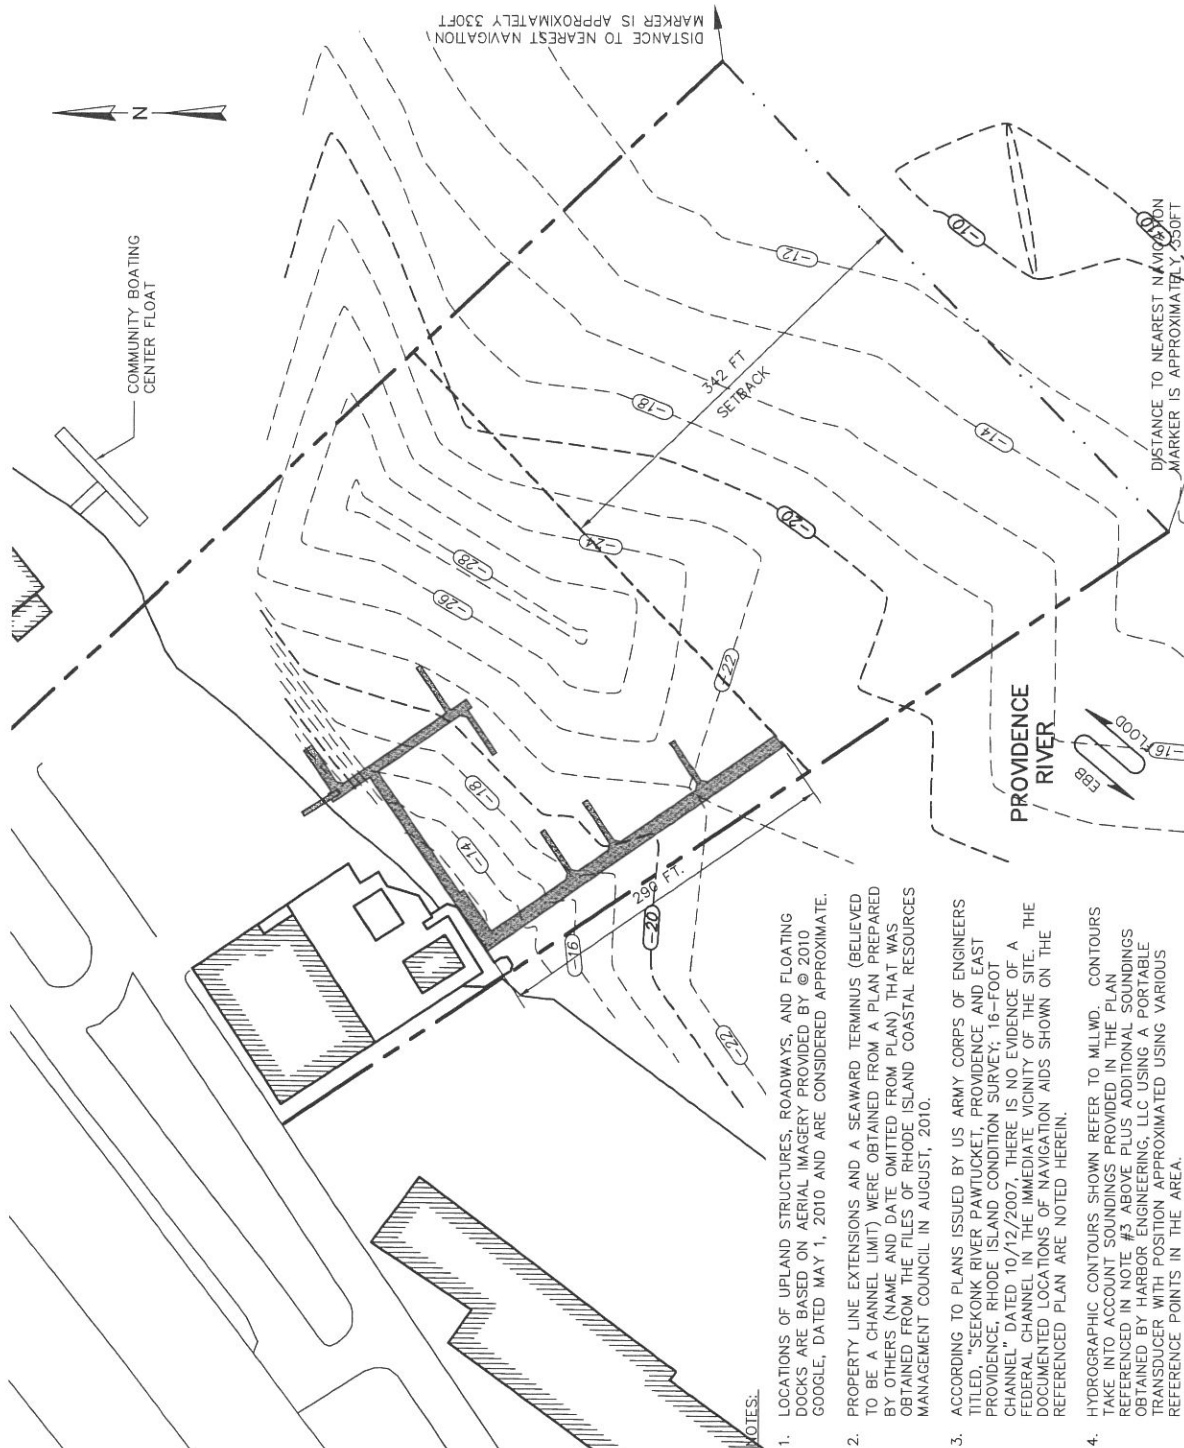 DISTANCE TO NEAREST NAVIGATION
MARKER IS APPROXIMATELY 330FT
N
COMMUNITY BOATING
CENTER FLOAT
-10
-10
-12
342 FT
SETBACK
-18
-14
-20
-24
-28
-26
-22
-18
-14
290 FT.
-16
-20
-22
DISTANCE TO NEAREST NAVIGATION
MARKER IS APPROXIMATELY 350FT
PROVIDENCE
RIVER
EBB
FLOOD
-16
NOTES:
1. LOCATIONS OF UPLAND STRUCTURES, ROADWAYS, AND FLOATING
DOCKS ARE BASED ON AERIAL IMAGERY PROVIDED BY © 2010
GOOGLE, DATED MAY 1, 2010 AND ARE CONSIDERED APPROXIMATE.
2. PROPERTY LINE EXTENSIONS AND A SEAWARD TERMINUS (BELIEVED
TO BE A CHANNEL LIMIT) WERE OBTAINED FROM A PLAN PREPARED
BY OTHERS (NAME AND DATE OMITTED FROM PLAN) THAT WAS
OBTAINED FROM THE FILES OF RHODE ISLAND COASTAL RESOURCES
MANAGEMENT COUNCIL IN AUGUST, 2010.
3. ACCORDING TO PLANS ISSUED BY US ARMY CORPS OF ENGINEERS
TITLED, "SEEKONK RIVER PAWTUCKET, PROVIDENCE AND EAST
PROVIDENCE, RHODE ISLAND CONDITION SURVEY; 16-FOOT
CHANNEL" DATED 10/12/2007, THERE IS NO EVIDENCE OF A
FEDERAL CHANNEL IN THE IMMEDIATE VICINITY OF THE SITE. THE
DOCUMENTED LOCATIONS OF NAVIGATION AIDS SHOWN ON THE
REFERENCED PLAN ARE NOTED HEREIN.
4. HYDROGRAPHIC CONTOURS SHOWN REFER TO MLLWD. CONTOURS
TAKE INTO ACCOUNT SOUNDINGS PROVIDED IN THE PLAN
REFERENCED IN NOTE #3 ABOVE PLUS ADDITIONAL SOUNDINGS
OBTAINED BY HARBOR ENGINEERING, LLC USING A PORTABLE
TRANSDUCER WITH POSITION APPROXIMATED USING VARIOUS
REFERENCE POINTS IN THE AREA.